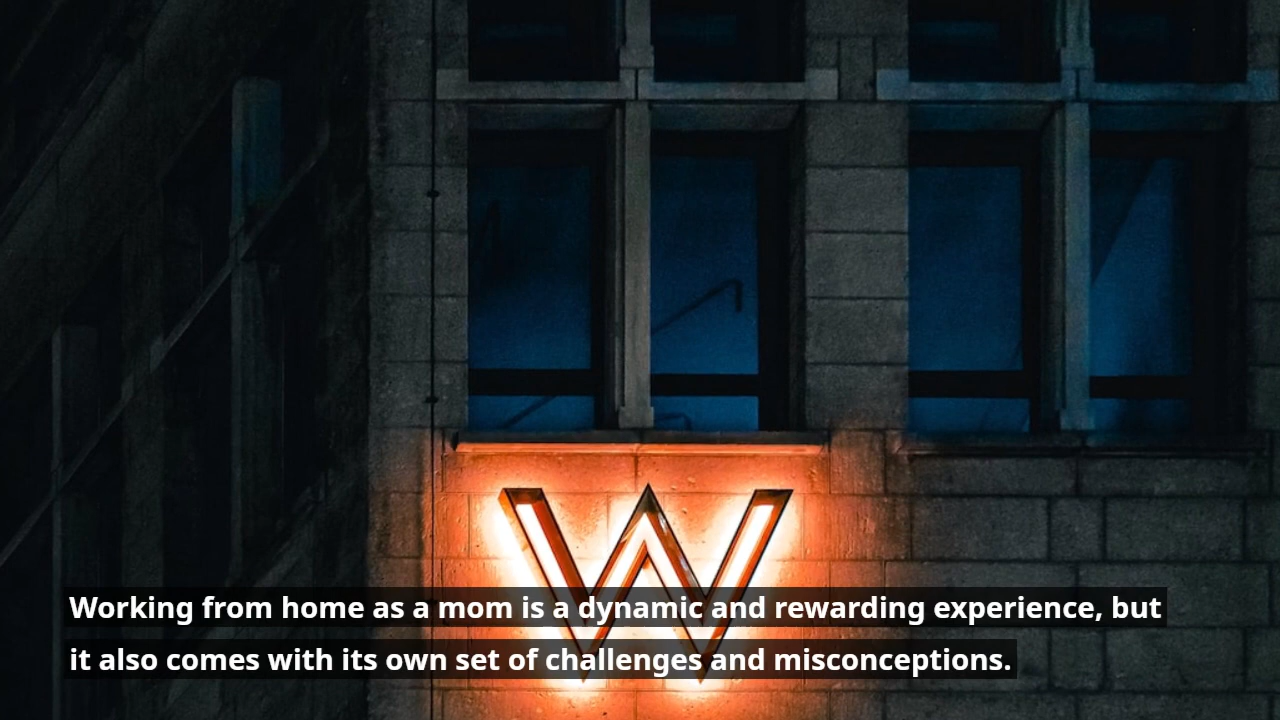 W
Working from home as a mom is a dynamic and rewarding experience, but
it also comes with its own set of challenges and misconceptions.